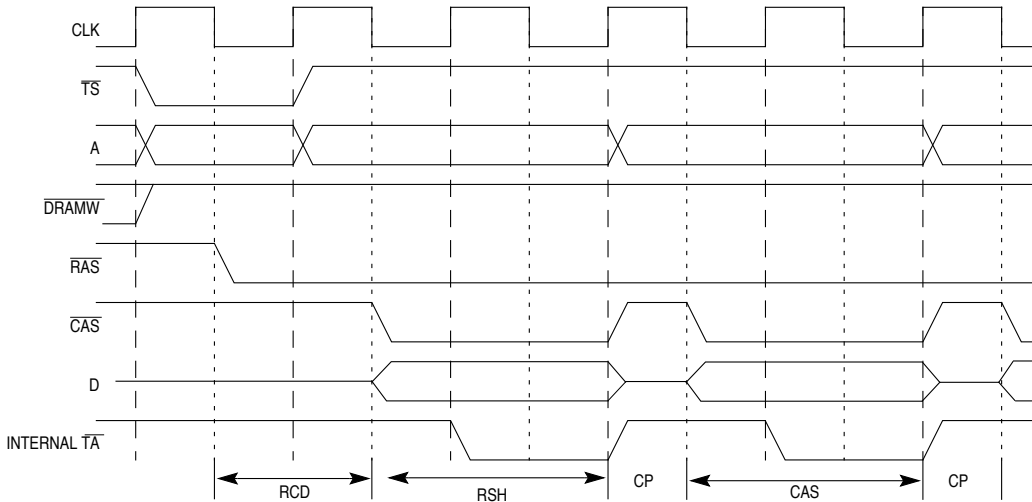 CLK
TS
A
DRAMW
RAS
CAS
D
INTERNAL TA
RCD
RSH
CP
CAS
CP